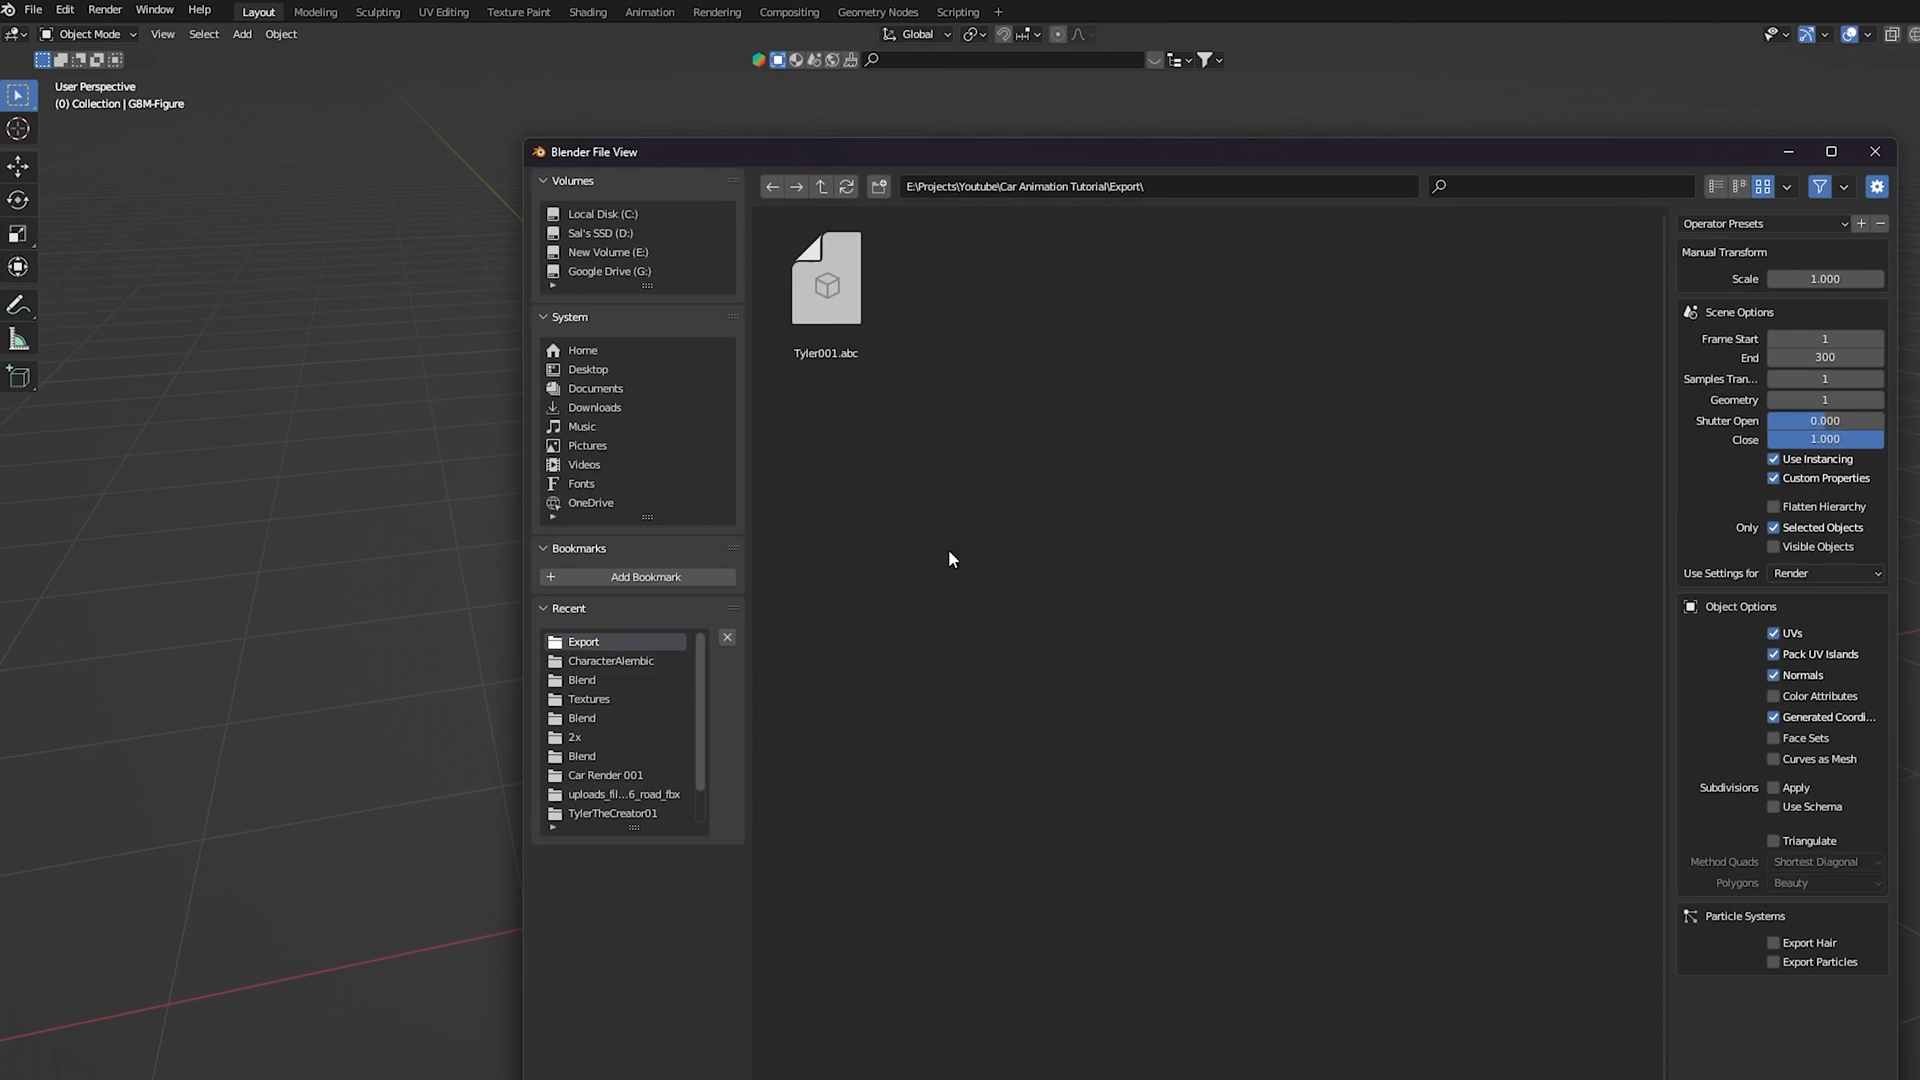 File Edit Render Window Help Layout Modeling Sculpting UV Editing Texture Paint Shading Animation Rendering Compositing Geometry Nodes Scripting +
Object Mode View Select Add Object Global
User Perspective
(0) Collection | G8M-Figure
Blender File View
Volumes
Local Disk (C:)
Sal's SSD (D:)
New Volume (E:)
Google Drive (G:)
System
Home
Desktop
Documents
Downloads
Music
Pictures
Videos
Fonts
OneDrive
Bookmarks
Add Bookmark
Recent
Export
CharacterAlembic
Blend
Textures
Blend
2x
Blend
Car Render 001
uploads_fil...6_road_fbx
TylerTheCreator01
E:\Projects\Youtube\Car Animation Tutorial\Export\
Tyler001.abc
Operator Presets
Manual Transform
Scale 1.000
Scene Options
Frame Start 1
End 300
Samples Tran... 1
Geometry 1
Shutter Open 0.000
Close 1.000
Use Instancing
Custom Properties
Flatten Hierarchy
Only Selected Objects
Visible Objects
Use Settings for Render
Object Options
UVs
Pack UV Islands
Normals
Color Attributes
Generated Coordi...
Face Sets
Curves as Mesh
Subdivisions Apply
Use Schema
Triangulate
Method Quads Shortest Diagonal
Polygons Beauty
Particle Systems
Export Hair
Export Particles